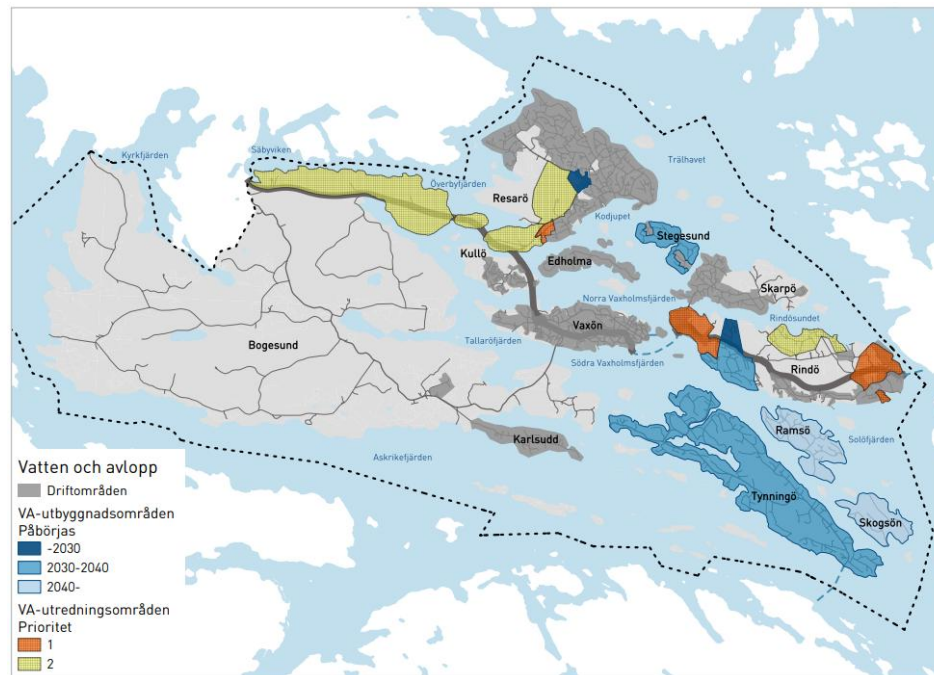 Kyrkfjärden
Säbyviken
Trälhavet
Överbyfjärden
Resarö
Kodjupet
Stegesund
Kullö
Edholma
Skarpö
Norra Vaxholmsfjärden
Vaxön
Rindösundet
Tallaröfjärden
Bogesund
Södra Vaxholmsfjärden
Rindö
Ramsö
Karlsudd
Solöfjärden
Askrikefjärden
Tynningö
Skogsön
Vatten och avlopp
Driftområden
VA-utbyggnadsområden
Påbörjas
-2030
2030-2040
2040-
VA-utredningsområden
Prioritet
1
2